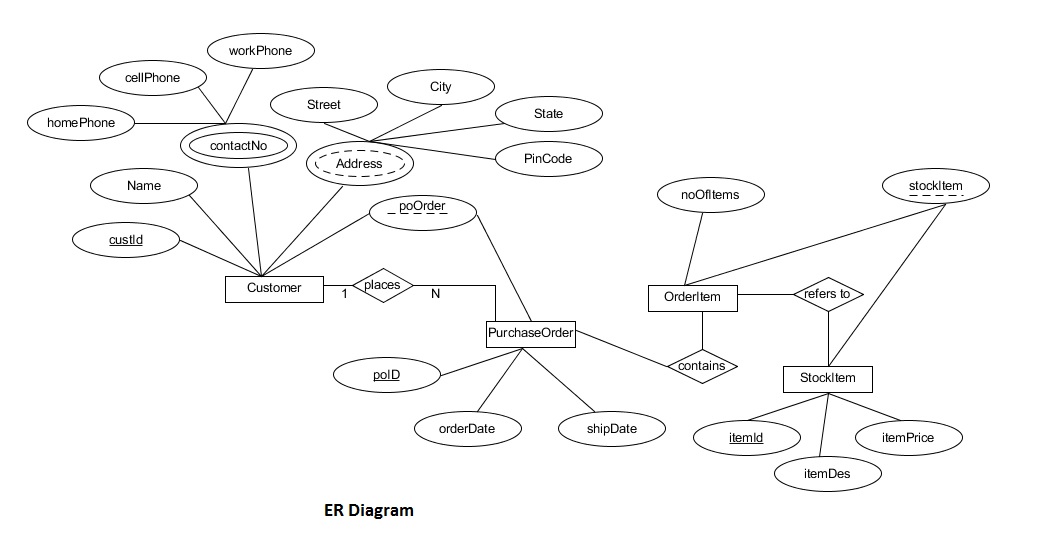 workPhone
cellPhone
homePhone
contactNo
Street
City
State
PinCode
Address
Name
custId
poOrder
noOfItems
stockItem
Customer
1
places
N
OrderItem
refers to
PurchaseOrder
contains
StockItem
poID
orderDate
shipDate
itemId
itemDes
itemPrice
ER Diagram